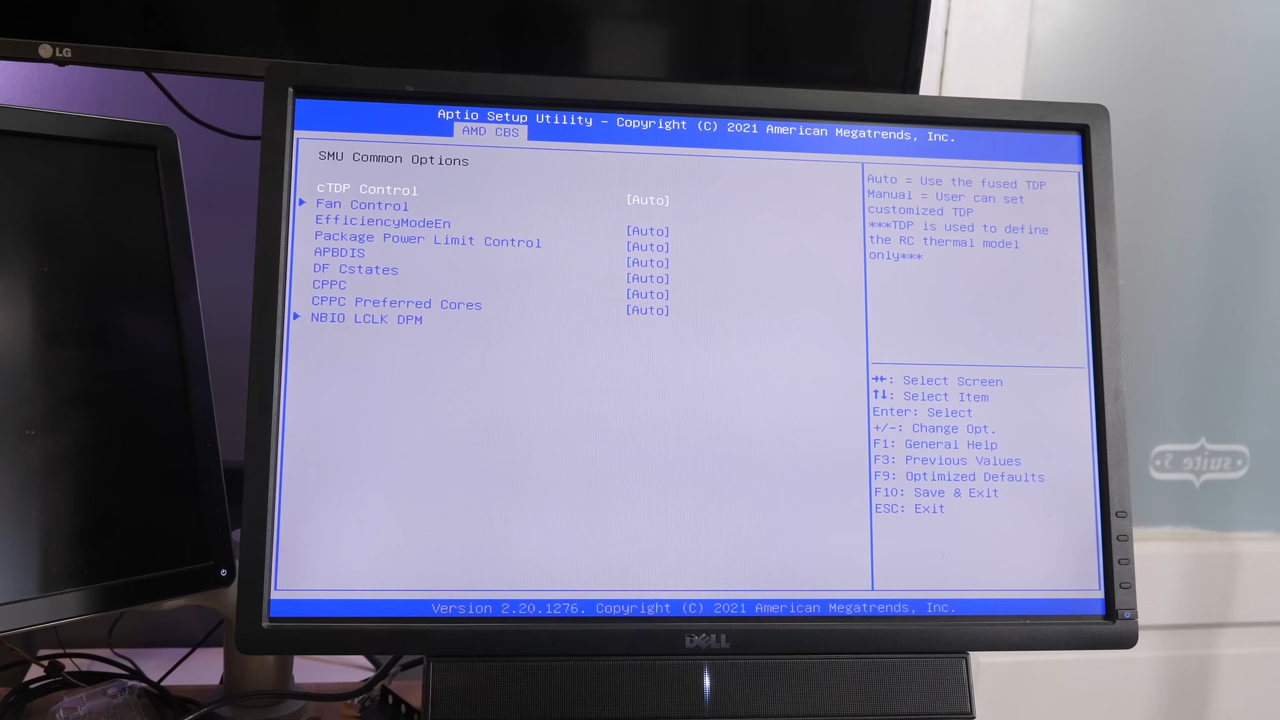 LG
Aptio Setup Utility – Copyright (C) 2021 American Megatrends, Inc.
AMD CBS
SMU Common Options
cTDP Control [Auto]
Fan Control
EfficiencyModeEn [Auto]
Package Power Limit Control [Auto]
APBDIS [Auto]
DF Cstates [Auto]
CPPC [Auto]
CPPC Preferred Cores [Auto]
NBIO LCLK DPM
Auto = Use the fused TDP
Manual = User can set
customized TDP
***TDP is used to define
the RC thermal model
only***
→←: Select Screen
↑↓: Select Item
Enter: Select
+/-: Change Opt.
F1: General Help
F3: Previous Values
F9: Optimized Defaults
F10: Save & Exit
ESC: Exit
Version 2.20.1276. Copyright (C) 2021 American Megatrends, Inc.
DELL
suite 5